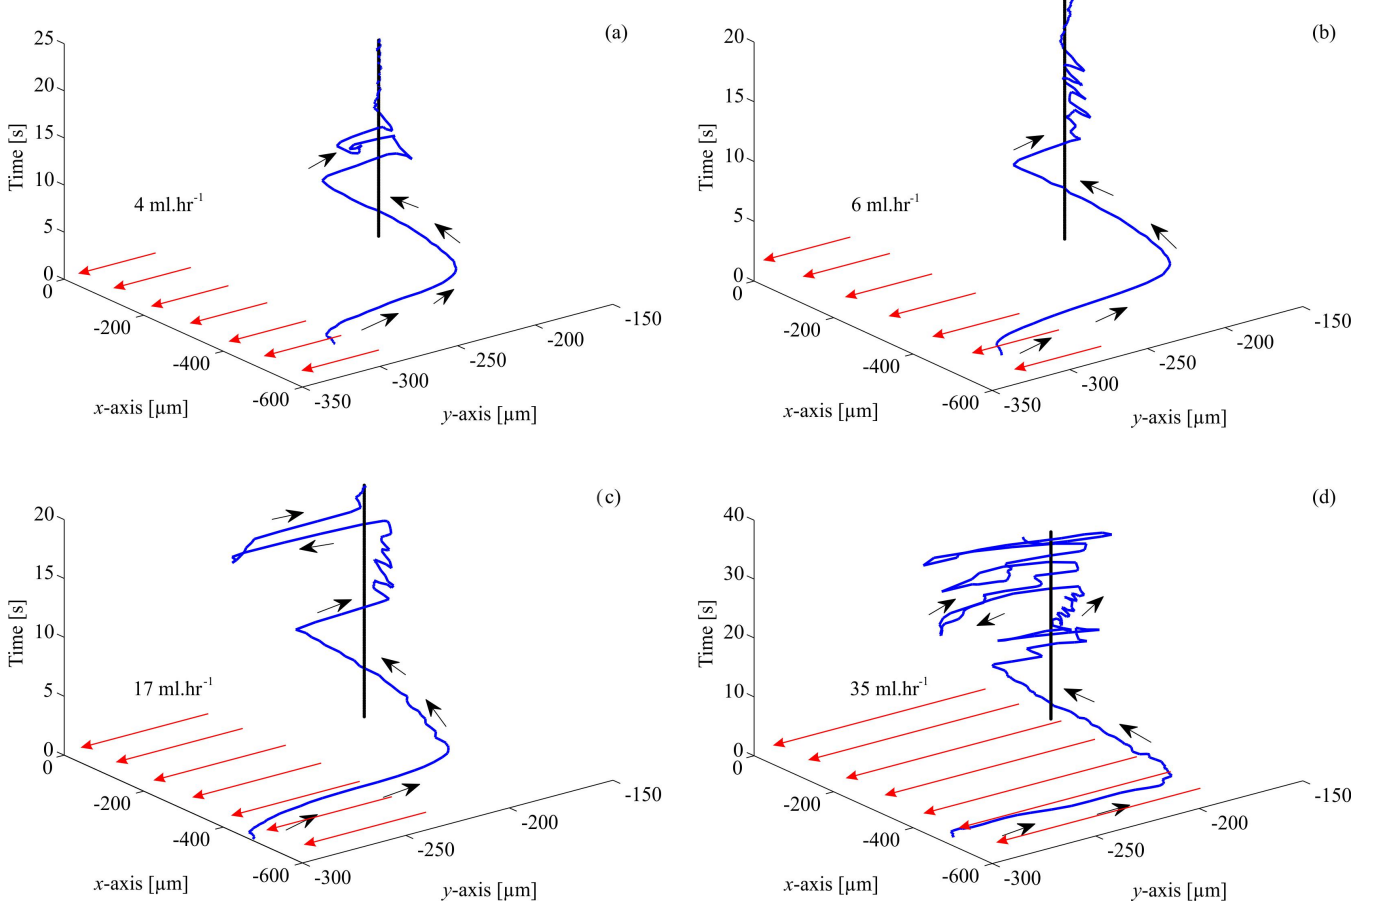 (a)
25
20
15
10
5
0
Time [s]
4 ml.hr⁻¹
0
-200
-400
-600
x-axis [µm]
-350
-300
-250
-200
-150
y-axis [µm]
(b)
20
15
10
5
0
Time [s]
6 ml.hr⁻¹
0
-200
-400
-600
x-axis [µm]
-350
-300
-250
-200
-150
y-axis [µm]
(c)
20
15
10
5
0
Time [s]
17 ml.hr⁻¹
0
-200
-400
-600
x-axis [µm]
-300
-250
-200
-150
y-axis [µm]
(d)
40
30
20
10
0
Time [s]
35 ml.hr⁻¹
0
-200
-400
-600
x-axis [µm]
-300
-250
-200
-150
y-axis [µm]